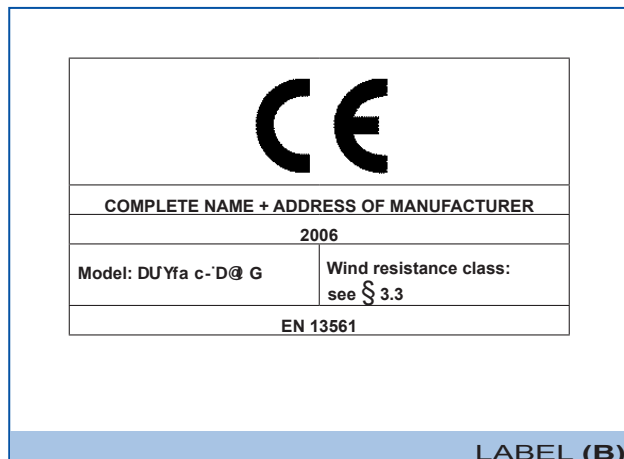 CE
COMPLETE NAME + ADDRESS OF MANUFACTURER
2006
Model:
Wind resistance class:
see § 3.3
EN 13561
LABEL (B)